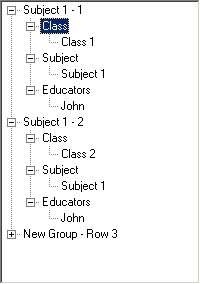 Subject 1 - 1
Class
Class 1
Subject
Subject 1
Educators
John
Subject 1 - 2
Class
Class 2
Subject
Subject 1
Educators
John
New Group - Row 3